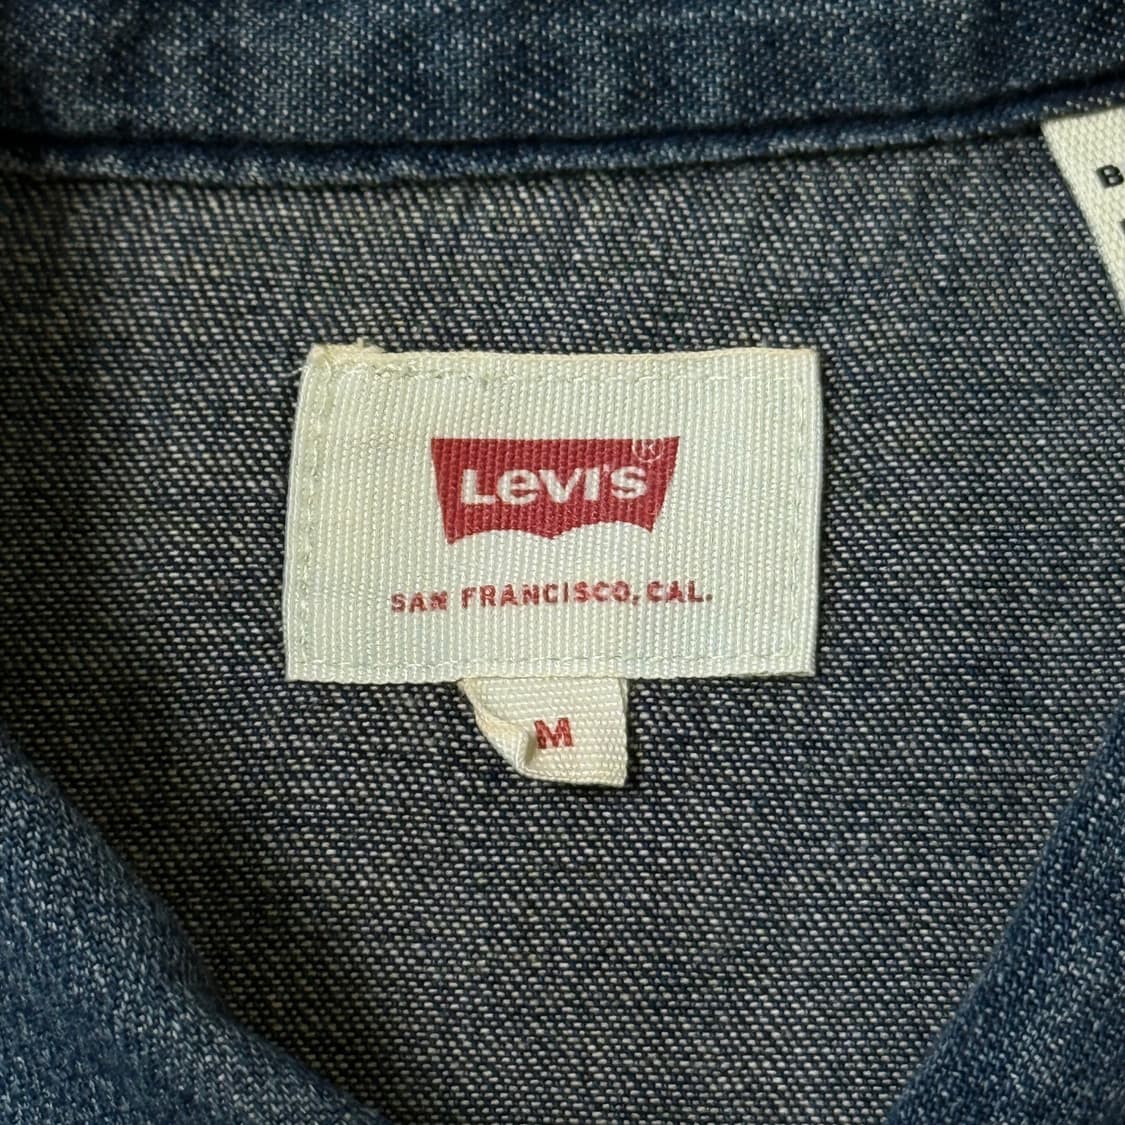 Levi's®
SAN FRANCISCO, CAL.
M
B